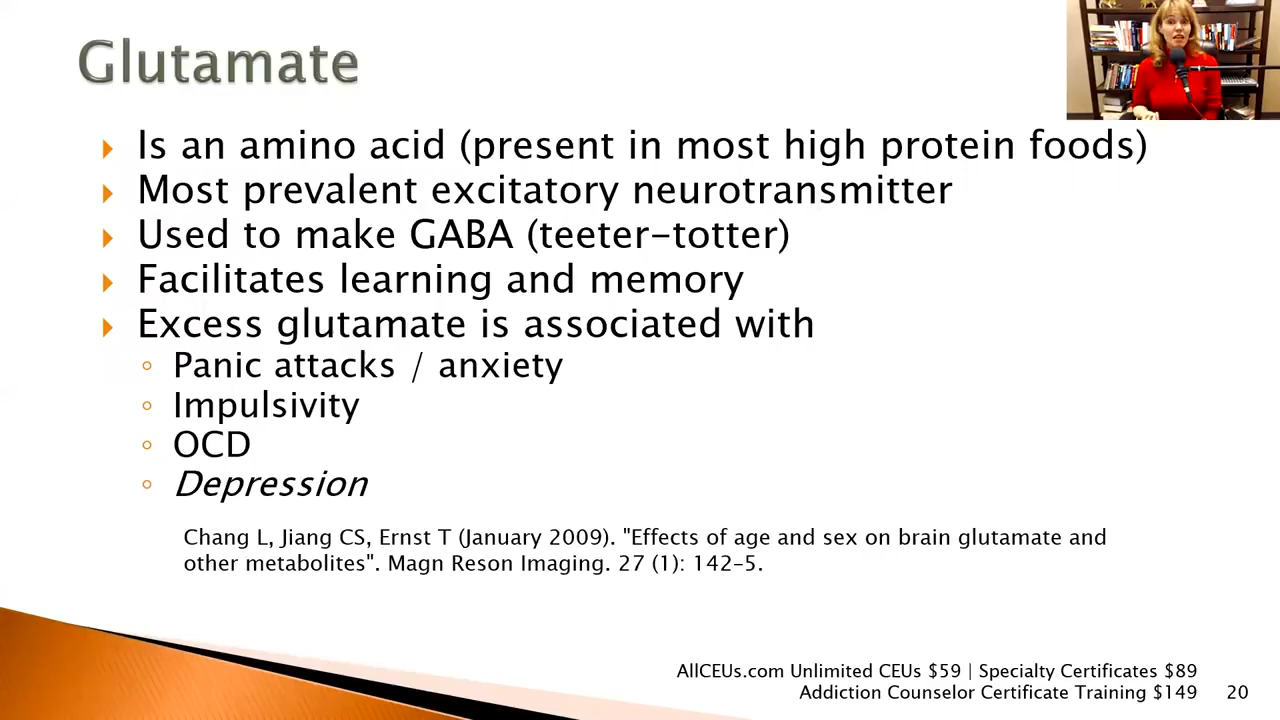 Glutamate
Is an amino acid (present in most high protein foods)
Most prevalent excitatory neurotransmitter
Used to make GABA (teeter-totter)
Facilitates learning and memory
Excess glutamate is associated with
Panic attacks / anxiety
Impulsivity
OCD
Depression
Chang L, Jiang CS, Ernst T (January 2009). "Effects of age and sex on brain glutamate and
other metabolites". Magn Reson Imaging. 27 (1): 142–5.
AllCEUs.com Unlimited CEUs $59 | Specialty Certificates $89
Addiction Counselor Certificate Training $149
20